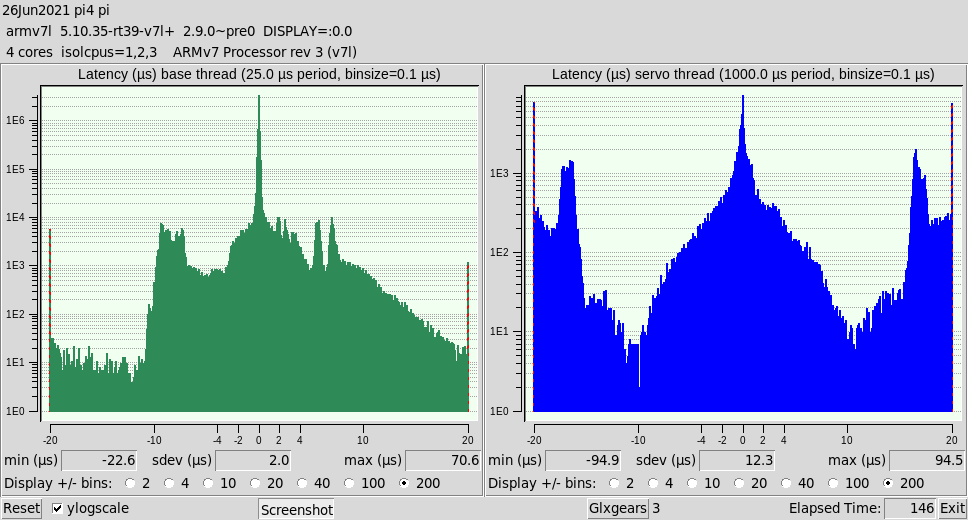 26Jun2021 pi4 pi
armv7l 5.10.35-rt39-v7l+ 2.9.0~pre0 DISPLAY=:0.0
4 cores isolcpus=1,2,3 ARMv7 Processor rev 3 (v7l)
Latency (µs) base thread (25.0 µs period, binsize=0.1 µs)
1E6
1E5
1E4
1E3
1E2
1E1
1E0
-20 -10 -4 -2 0 2 4 10 20
min (µs) -22.6 sdev (µs) 2.0 max (µs) 70.6
Display +/- bins: 2 4 10 20 40 100 200
Latency (µs) servo thread (1000.0 µs period, binsize=0.1 µs)
1E3
1E2
1E1
1E0
-20 -10 -4 -2 0 2 4 10 20
min (µs) -94.9 sdev (µs) 12.3 max (µs) 94.5
Display +/- bins: 2 4 10 20 40 100 200
Reset ylogscale Screenshot Glxgears 3 Elapsed Time: 146 Exit